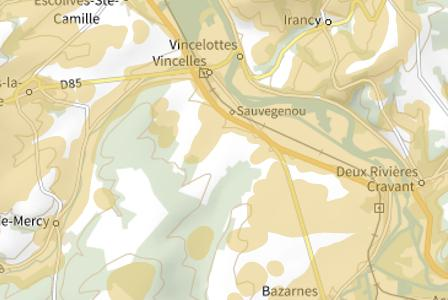 Escolives-Ste-
Camille
Irancy
Vincelottes
Vincelles
D85
Sauvegenou
Deux Rivières
Cravant
e-Mercy
Bazarnes